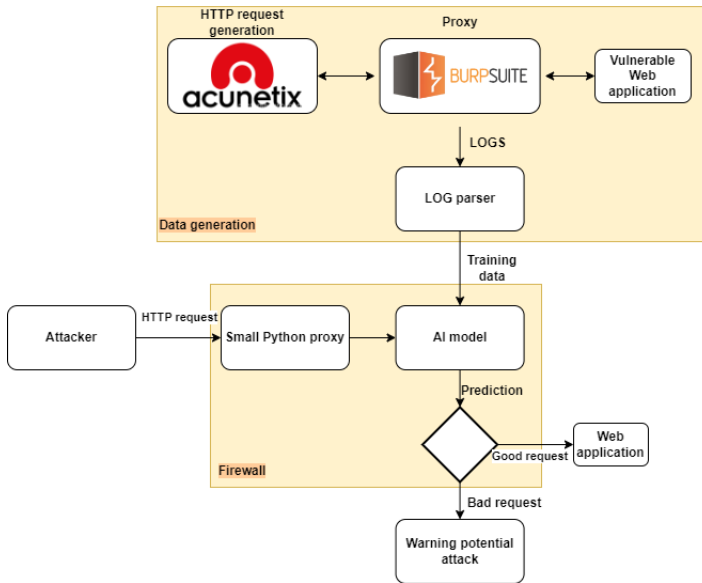 HTTP request
generation
Proxy
acunetix
BURPSUITE
Vulnerable
Web
application
LOGS
LOG parser
Data generation
Training
data
Attacker
HTTP request
Small Python proxy
AI model
Prediction
Good request
Web
application
Firewall
Bad request
Warning potential
attack